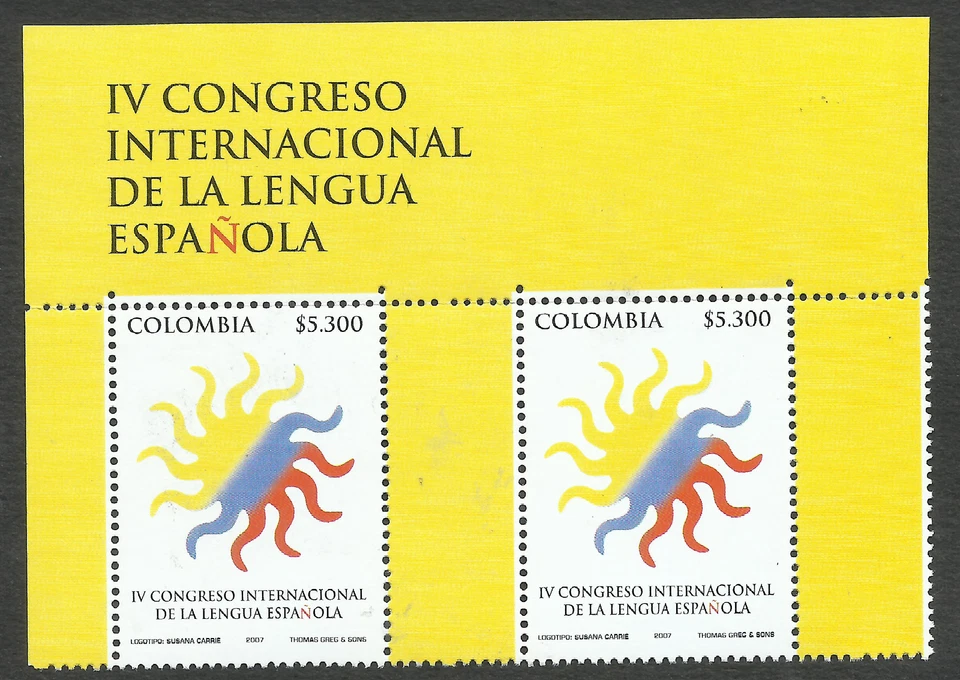 IV CONGRESO
INTERNACIONAL
DE LA LENGUA
ESPAÑOLA
COLOMBIA $5.300
IV CONGRESO INTERNACIONAL
DE LA LENGUA ESPAÑOLA
LOGOTIPO: SUSANA CARRIÉ 2007 THOMAS GREG & SONS
COLOMBIA $5.300
IV CONGRESO INTERNACIONAL
DE LA LENGUA ESPAÑOLA
LOGOTIPO: SUSANA CARRIÉ 2007 THOMAS GREG & SONS